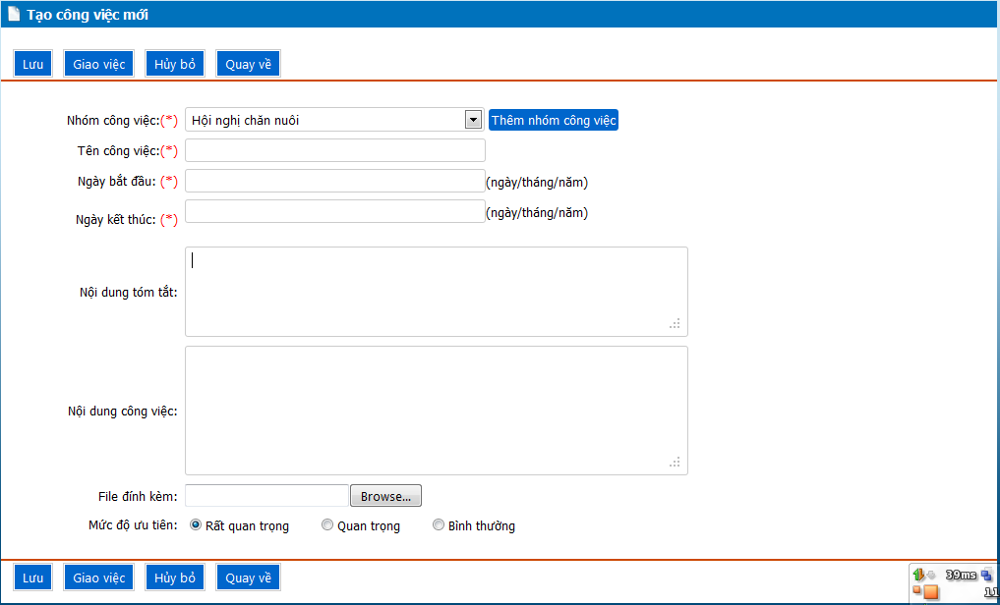 Tạo công việc mới
Lưu Giao việc Hủy bỏ Quay về
Nhóm công việc:(*) Hội nghị chăn nuôi Thêm nhóm công việc
Tên công việc:(*)
Ngày bắt đầu: (*) (ngày/tháng/năm)
Ngày kết thúc: (*) (ngày/tháng/năm)
Nội dung tóm tắt:
Nội dung công việc:
File đính kèm: Browse...
Mức độ ưu tiên: Rất quan trọng Quan trọng Bình thường
Lưu Giao việc Hủy bỏ Quay về
39ms